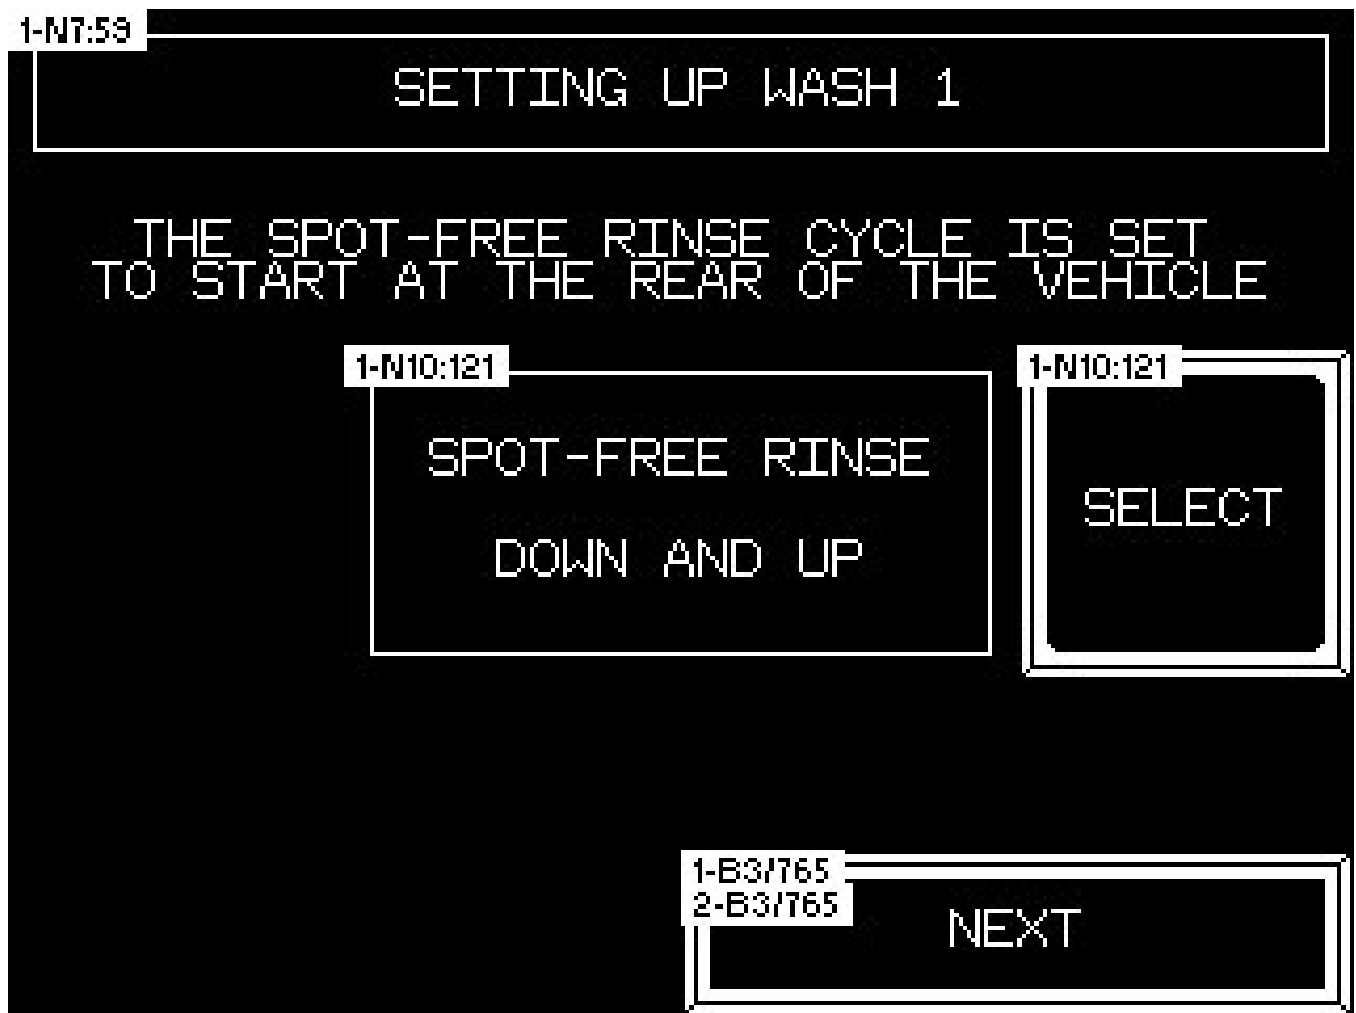 1-N7:59
SETTING UP WASH 1
THE SPOT-FREE RINSE CYCLE IS SET
TO START AT THE REAR OF THE VEHICLE
1-N10:121
SPOT-FREE RINSE
DOWN AND UP
1-N10:121
SELECT
1-B3/765
2-B3/765
NEXT